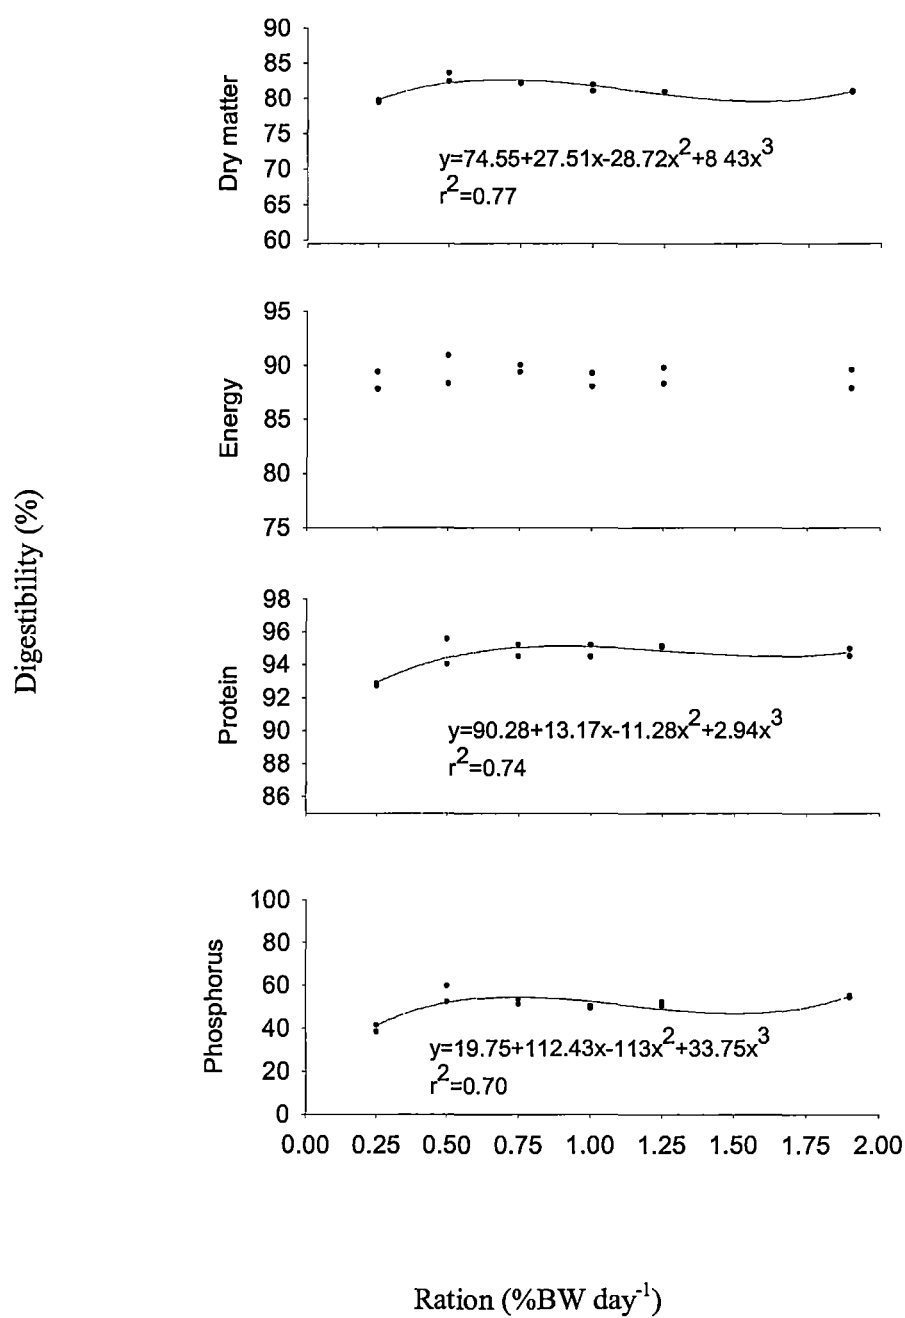 90
85
80
75
70
65
60
Dry matter
y=74.55+27.51x-28.72x²+8 43x³
r²=0.77
95
90
85
80
75
Energy
Digestibility (%)
98
96
94
92
90
88
86
Protein
y=90.28+13.17x-11.28x²+2.94x³
r²=0.74
100
80
60
40
20
0
Phosphorus
y=19.75+112.43x-113x²+33.75x³
r²=0.70
0.00 0.25 0.50 0.75 1.00 1.25 1.50 1.75 2.00
Ration (%BW day⁻¹)